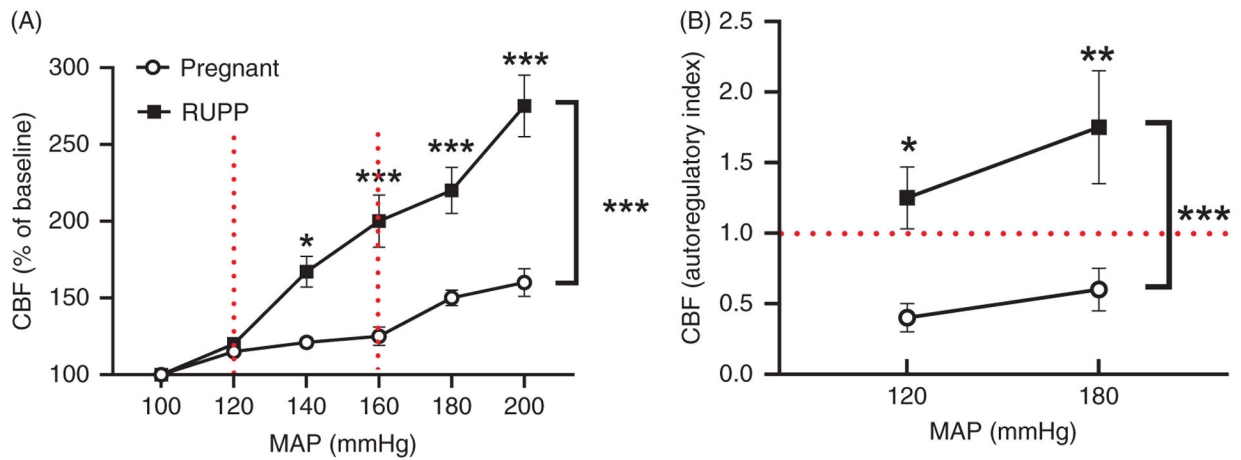 (A)
CBF (% of baseline)
300
250
200
150
100
Pregnant
RUPP
*
***
***
***
***
100 120 140 160 180 200
MAP (mmHg)
(B)
CBF (autoregulatory index)
2.5
2.0
1.5
1.0
0.5
0.0
*
**
***
120 180
MAP (mmHg)